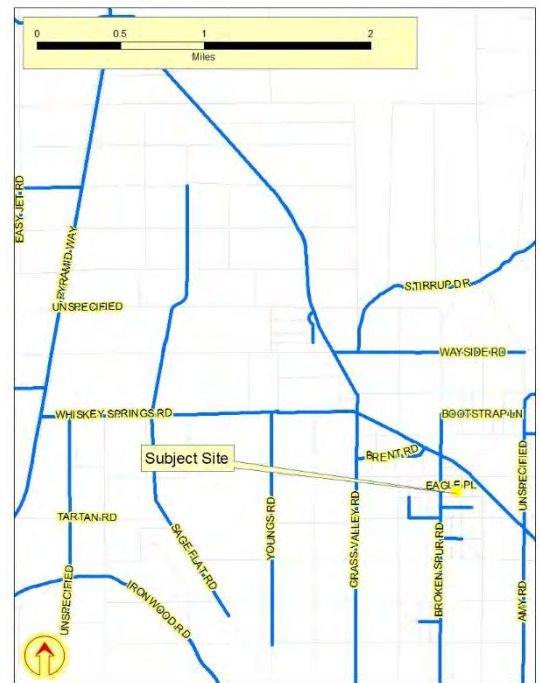 0 0.5 1 2
Miles
EASY JET RD
PYRAMID WAY
UNSPECIFIED
STIRRUP DR
WAYSIDE RD
WHISKEY SPRINGS RD
BOOTSTRAP LN
BRENT RD
Subject Site
EAGLE PL
TARTAN RD
SAGE FLAT RD
YOUNGS RD
GRASS VALLEY RD
BROKEN SPUR RD
UNSPECIFIED
AMY RD
UNSPECIFIED
IRONWOOD RD